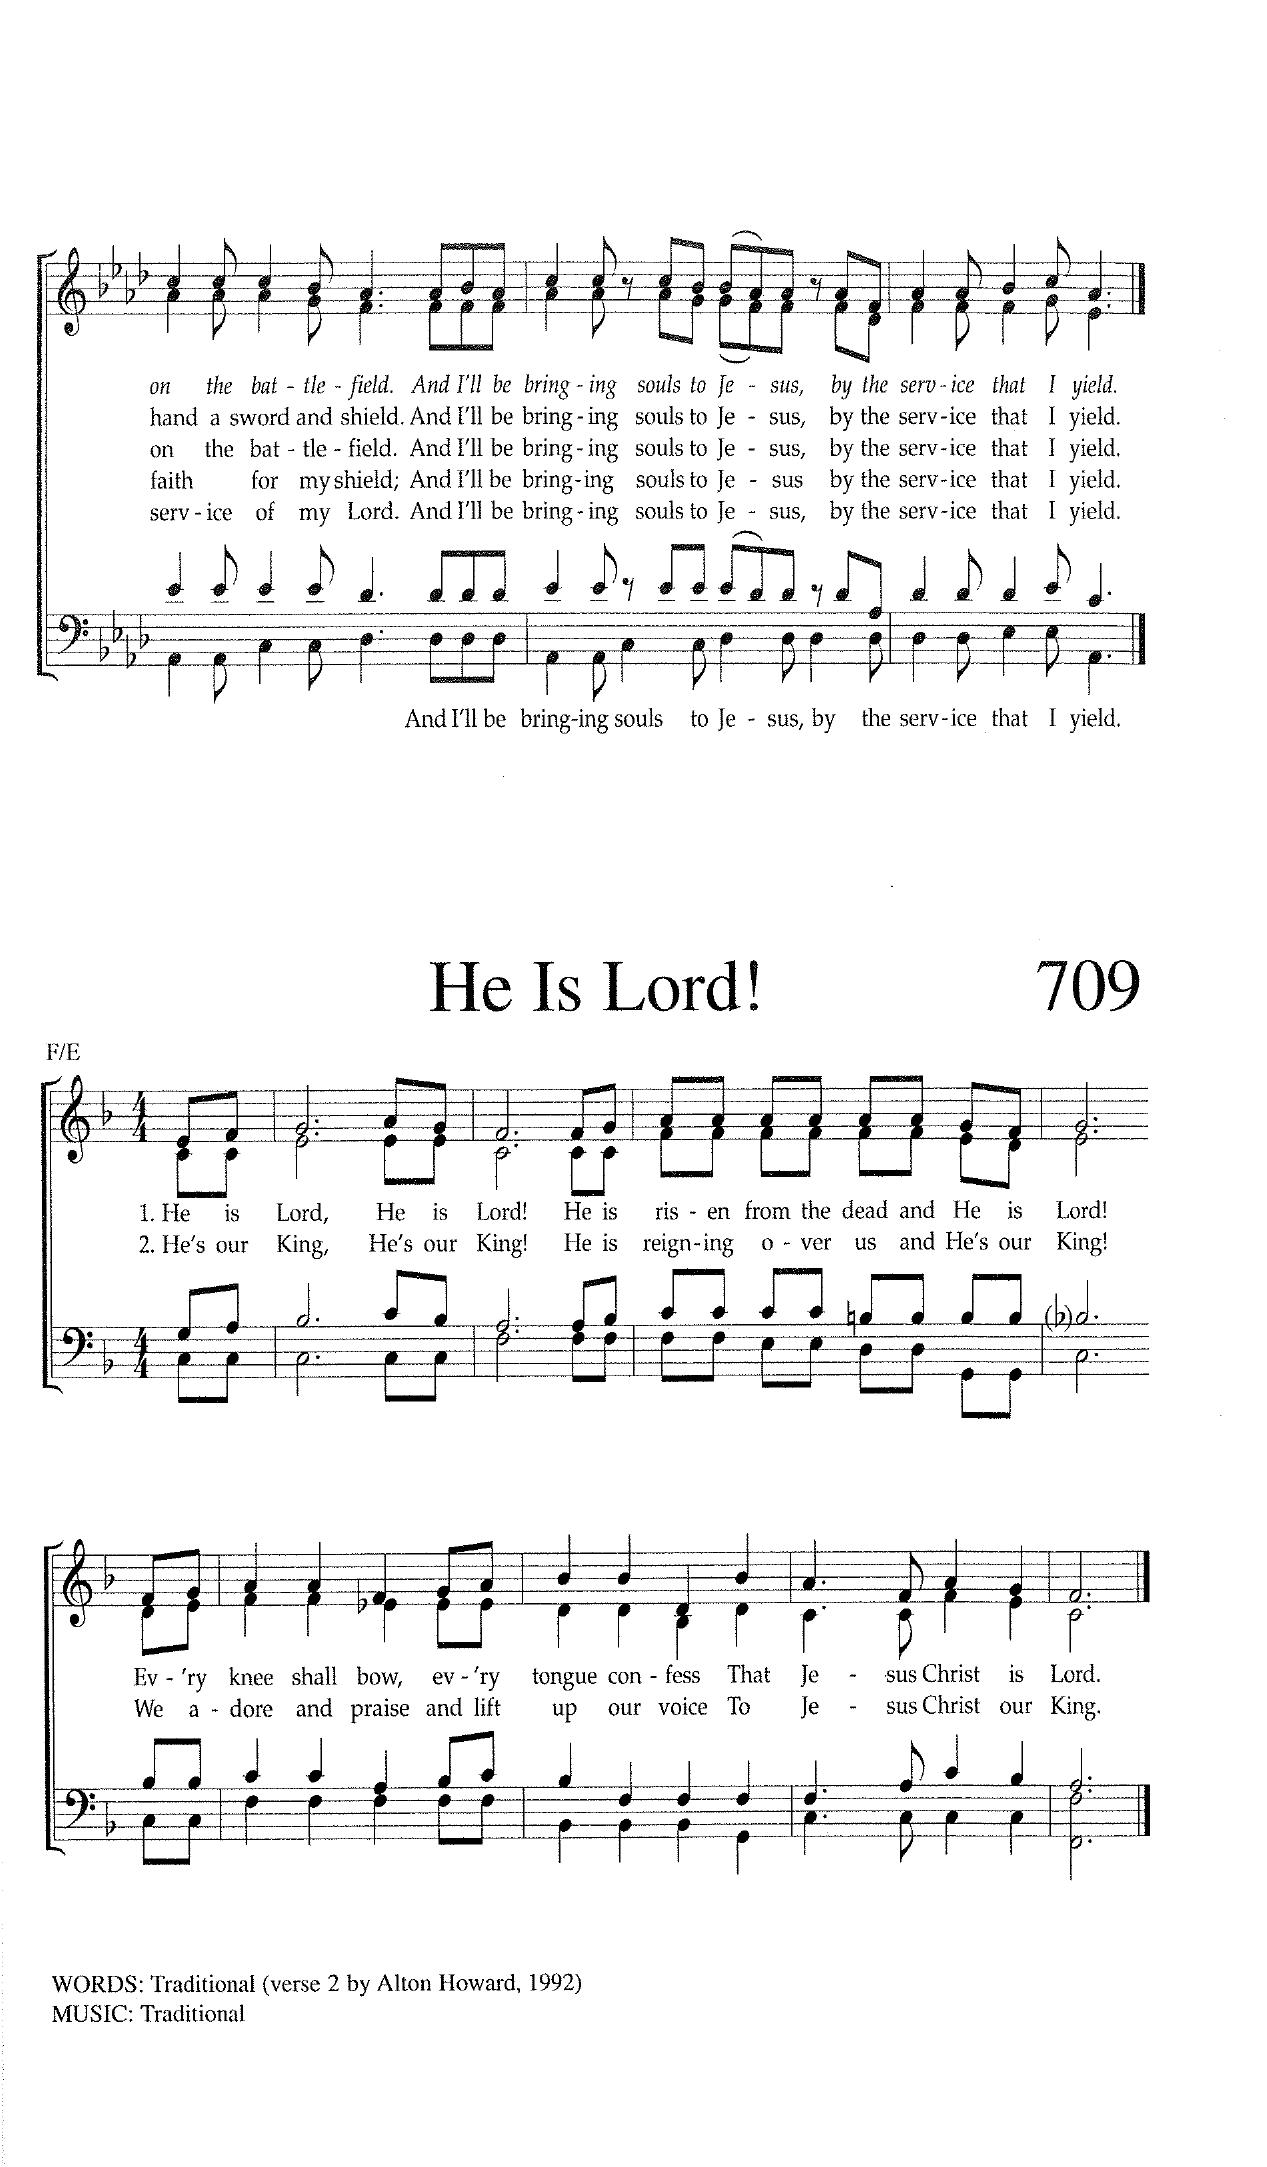 on the bat - tle - field. And I'll be bring - ing souls to Je - sus, by the serv - ice that I yield.
hand a sword and shield. And I'll be bring - ing souls to Je - sus, by the serv - ice that I yield.
on the bat - tle - field. And I'll be bring - ing souls to Je - sus, by the serv - ice that I yield.
faith for my shield; And I'll be bring - ing souls to Je - sus by the serv - ice that I yield.
serv - ice of my Lord. And I'll be bring - ing souls to Je - sus, by the serv - ice that I yield.
And I'll be bring-ing souls to Je - sus, by the serv - ice that I yield.
He Is Lord! 709
F/E
1. He is Lord, He is Lord! He is ris - en from the dead and He is Lord!
2. He's our King, He's our King! He is reign-ing o - ver us and He's our King!
Ev - 'ry knee shall bow, ev - 'ry tongue con - fess That Je - sus Christ is Lord.
We a - dore and praise and lift up our voice To Je - sus Christ our King.
WORDS: Traditional (verse 2 by Alton Howard, 1992)
MUSIC: Traditional